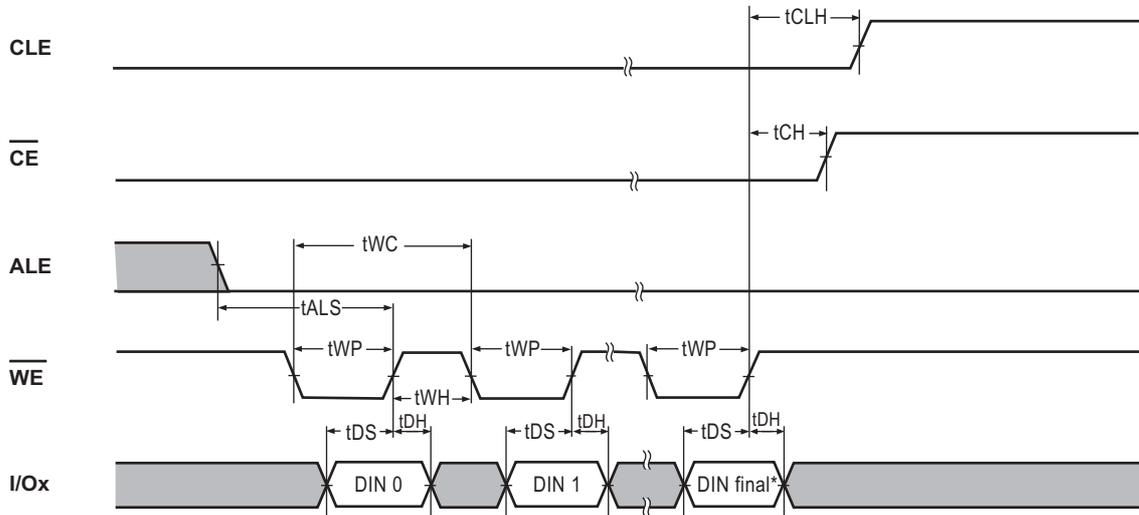 tCLH
CLE
tCH
CE
tWC
ALE
tALS
tWP tWP tWP
WE
tWH
tDS tDH tDS tDH tDS tDH
I/Ox DIN 0 DIN 1 DIN final*